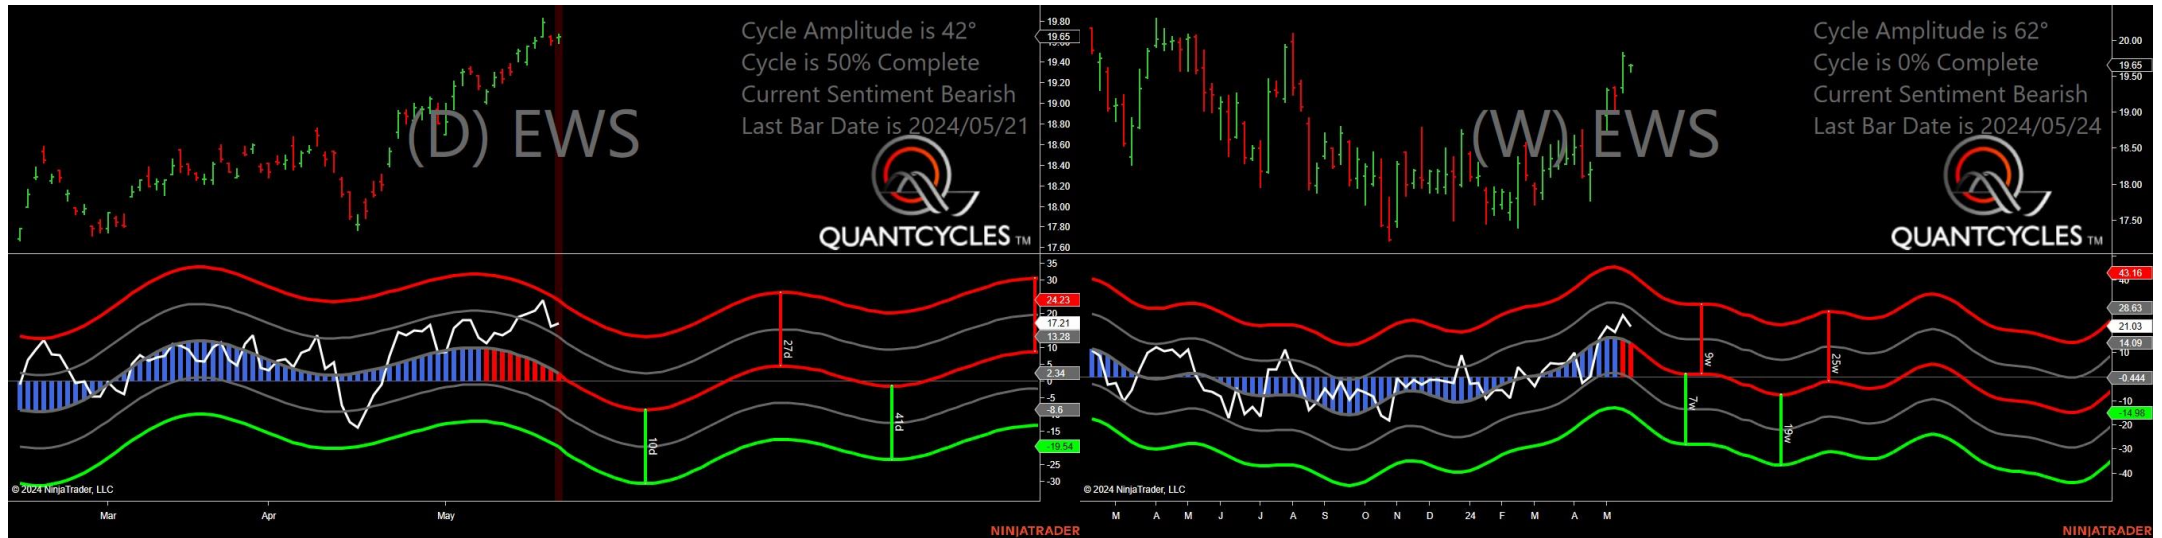 Cycle Amplitude is 42°
Cycle is 50% Complete
Current Sentiment Bearish
Last Bar Date is 2024/05/21
(D) EWS
QUANTCYCLES TM
19.80
19.65
19.40
19.20
19.00
18.80
18.60
18.40
18.20
18.00
17.80
17.60
35
30
24.23
20
17.21
13.28
10
5
2.34
0
-5
-8.6
-15
-19.54
-25
-30
27d
10d
41d
© 2024 NinjaTrader, LLC
Mar Apr May
NINJATRADER
Cycle Amplitude is 62°
Cycle is 0% Complete
Current Sentiment Bearish
Last Bar Date is 2024/05/24
(W) EWS
QUANTCYCLES TM
20.00
19.65
19.50
19.00
18.50
18.00
17.50
43.16
40
28.63
21.03
14.09
10
-0.444
-10
-14.98
-20
-30
-40
9w
25w
7w
19w
© 2024 NinjaTrader, LLC
M A M J J A S O N D 24 F M A M
NINJATRADER